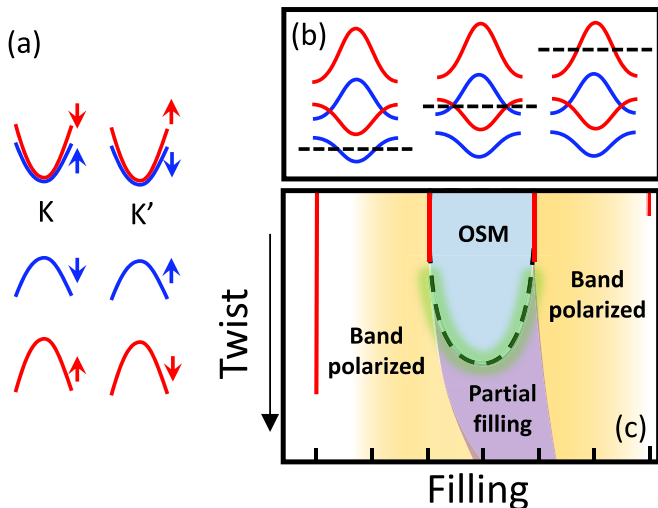 (a)
K
K’
(b)
OSM
Band
polarized
Band
polarized
Partial
filling
(c)
Twist
Filling